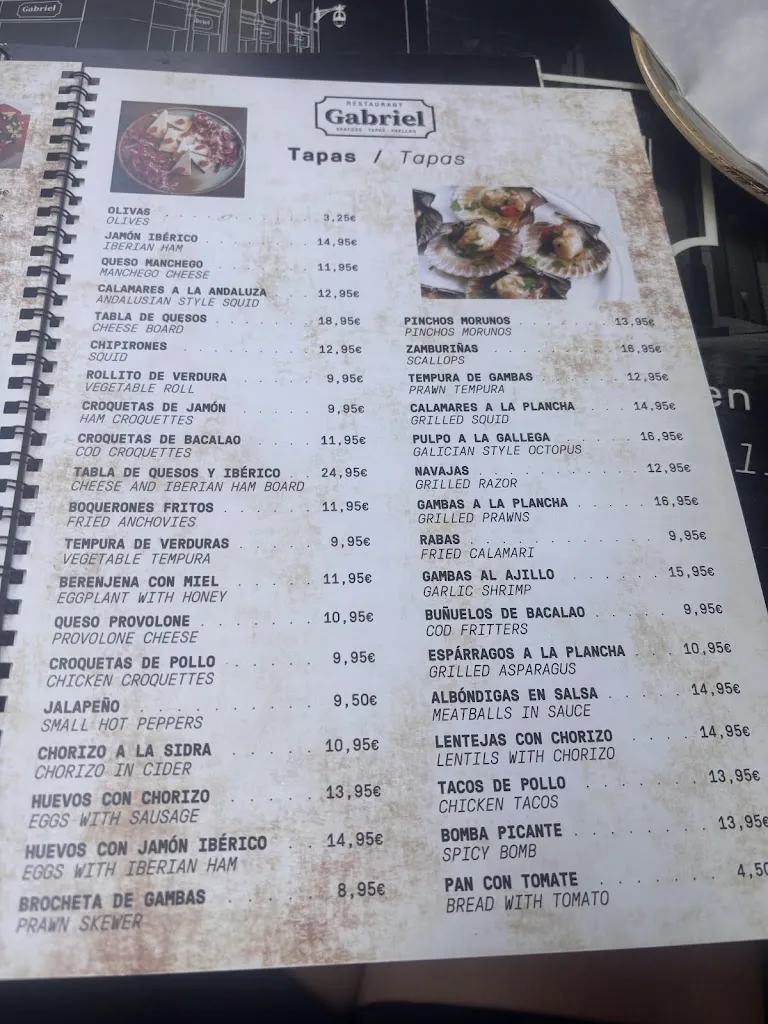 Gabriel
RESTAURANT
Gabriel
SEAFOOD · TAPAS · PAELLAS
Tapas / Tapas
OLIVAS . . . . . . . . . . 3,25€
OLIVES
JAMÓN IBÉRICO . . . . . . . 14,95€
IBERIAN HAM
QUESO MANCHEGO . . . . . . 11,95€
MANCHEGO CHEESE
CALAMARES A LA ANDALUZA . . . 12,95€
ANDALUSIAN STYLE SQUID
TABLA DE QUESOS . . . . . . 18,95€
CHEESE BOARD
CHIPIRONES . . . . . . . . 12,95€
SQUID
ROLLITO DE VERDURA . . . . . 9,95€
VEGETABLE ROLL
CROQUETAS DE JAMÓN . . . . . 9,95€
HAM CROQUETTES
CROQUETAS DE BACALAO . . . . 11,95€
COD CROQUETTES
TABLA DE QUESOS Y IBÉRICO . . 24,95€
CHEESE AND IBERIAN HAM BOARD
BOQUERONES FRITOS . . . . . 11,95€
FRIED ANCHOVIES
TEMPURA DE VERDURAS . . . . . 9,95€
VEGETABLE TEMPURA
BERENJENA CON MIEL . . . . . 11,95€
EGGPLANT WITH HONEY
QUESO PROVOLONE . . . . . . 10,95€
PROVOLONE CHEESE
CROQUETAS DE POLLO . . . . . 9,95€
CHICKEN CROQUETTES
JALAPEÑO . . . . . . . . . 9,50€
SMALL HOT PEPPERS
CHORIZO A LA SIDRA . . . . . 10,95€
CHORIZO IN CIDER
HUEVOS CON CHORIZO . . . . . 13,95€
EGGS WITH SAUSAGE
HUEVOS CON JAMÓN IBÉRICO . . . 14,95€
EGGS WITH IBERIAN HAM
BROCHETA DE GAMBAS . . . . . 8,95€
PRAWN SKEWER
PINCHOS MORUNOS . . . . . . 13,95€
PINCHOS MORUNOS
ZAMBURIÑAS . . . . . . . . 16,95€
SCALLOPS
TEMPURA DE GAMBAS . . . . . 12,95€
PRAWN TEMPURA
CALAMARES A LA PLANCHA . . . 14,95€
GRILLED SQUID
PULPO A LA GALLEGA . . . . . 16,95€
GALICIAN STYLE OCTOPUS
NAVAJAS . . . . . . . . . . 12,95€
GRILLED RAZOR
GAMBAS A LA PLANCHA . . . . . 16,95€
GRILLED PRAWNS
RABAS . . . . . . . . . . . 9,95€
FRIED CALAMARI
GAMBAS AL AJILLO . . . . . . 15,95€
GARLIC SHRIMP
BUÑUELOS DE BACALAO . . . . . 9,95€
COD FRITTERS
ESPÁRRAGOS A LA PLANCHA . . . 10,95€
GRILLED ASPARAGUS
ALBÓNDIGAS EN SALSA . . . . . 14,95€
MEATBALLS IN SAUCE
LENTEJAS CON CHORIZO . . . . 14,95€
LENTILS WITH CHORIZO
TACOS DE POLLO . . . . . . . 13,95€
CHICKEN TACOS
BOMBA PICANTE . . . . . . . 13,95€
SPICY BOMB
PAN CON TOMATE . . . . . . . 4,50
BREAD WITH TOMATO